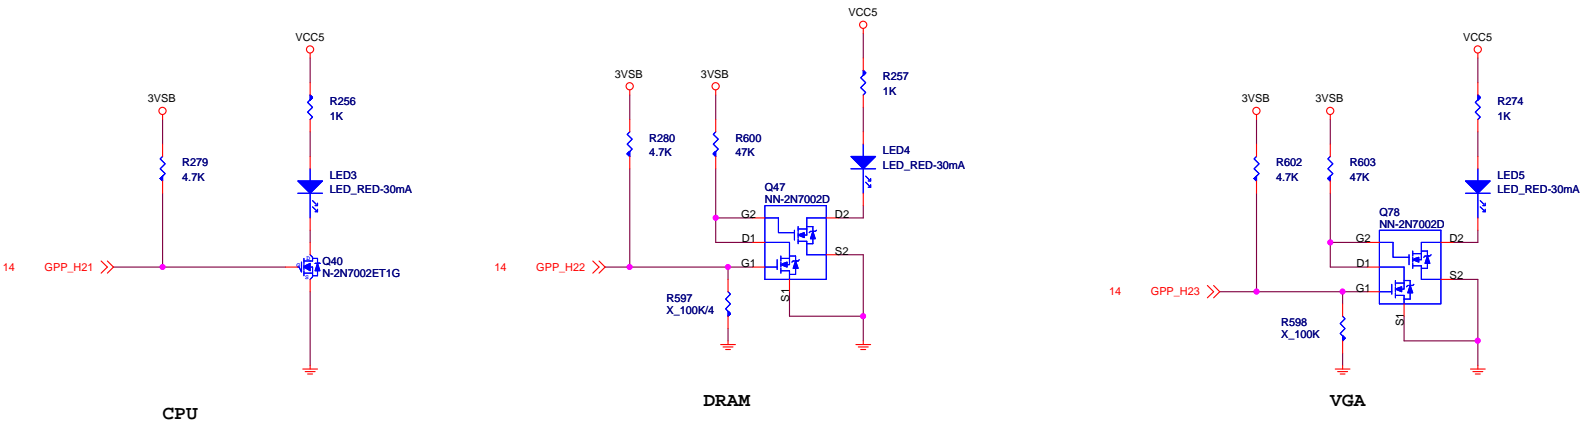 VCC5
R256
1K
3VSB
R279
4.7K
LED3
LED_RED-30mA
Q40
N-2N7002ET1G
G
D
S
14 GPP_H21
CPU
VCC5
R257
1K
3VSB
3VSB
R280
4.7K
R600
47K
LED4
LED_RED-30mA
Q47
NN-2N7002D
G2
D2
D1
S2
G1
S1
14 GPP_H22
R597
X_100K/4
DRAM
VCC5
R274
1K
3VSB
3VSB
R602
4.7K
R603
47K
LED5
LED_RED-30mA
Q78
NN-2N7002D
G2
D2
D1
S2
G1
S1
14 GPP_H23
R598
X_100K
VGA